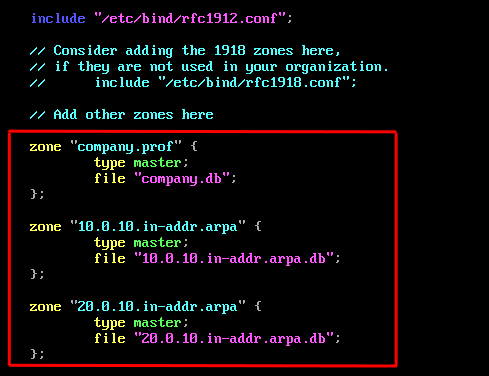 include "/etc/bind/rfc1912.conf";
// Consider adding the 1918 zones here,
// if they are not used in your organization.
//      include "/etc/bind/rfc1918.conf";
// Add other zones here
zone "company.prof" {
        type master;
        file "company.db";
};
zone "10.0.10.in-addr.arpa" {
        type master;
        file "10.0.10.in-addr.arpa.db";
};
zone "20.0.10.in-addr.arpa" {
        type master;
        file "20.0.10.in-addr.arpa.db";
};